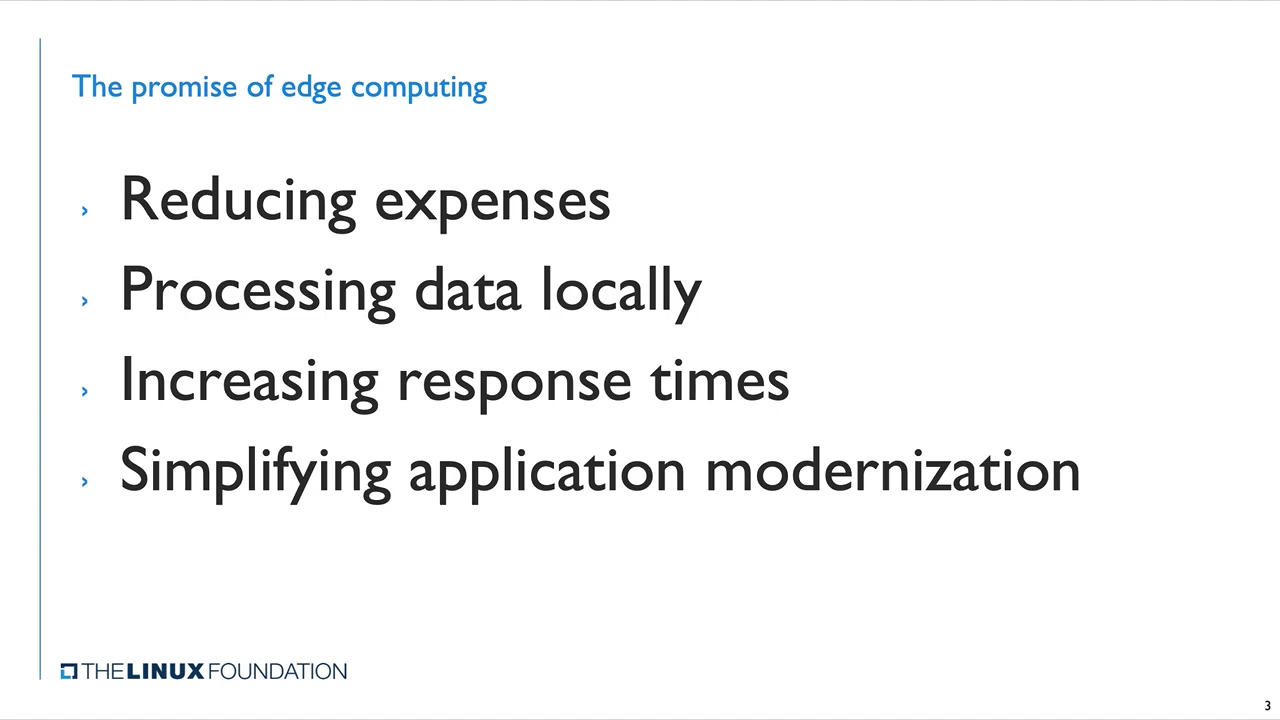 The promise of edge computing
› Reducing expenses
› Processing data locally
› Increasing response times
› Simplifying application modernization
THE LINUX FOUNDATION
3